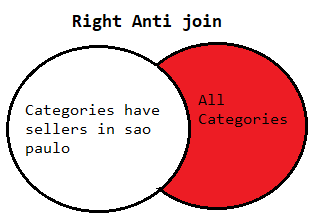 Right Anti join
Categories have
sellers in sao
paulo
All
Categories